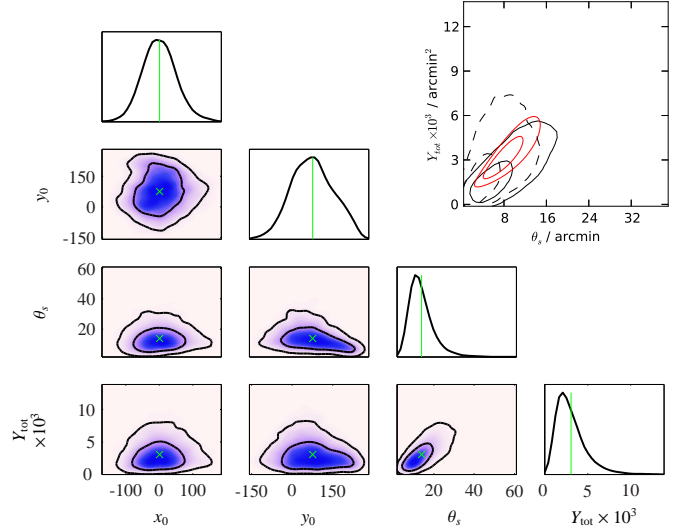 12
9
6
3
0
Y_tot ×10^3 / arcmin^2
8 16 24 32
θ_s / arcmin
y_0
150
0
-150
θ_s
60
40
20
Y_tot
×10^3
10
5
0
-100 0 100
x_0
-150 0 150
y_0
20 40 60
θ_s
0 5 10
Y_tot × 10^3